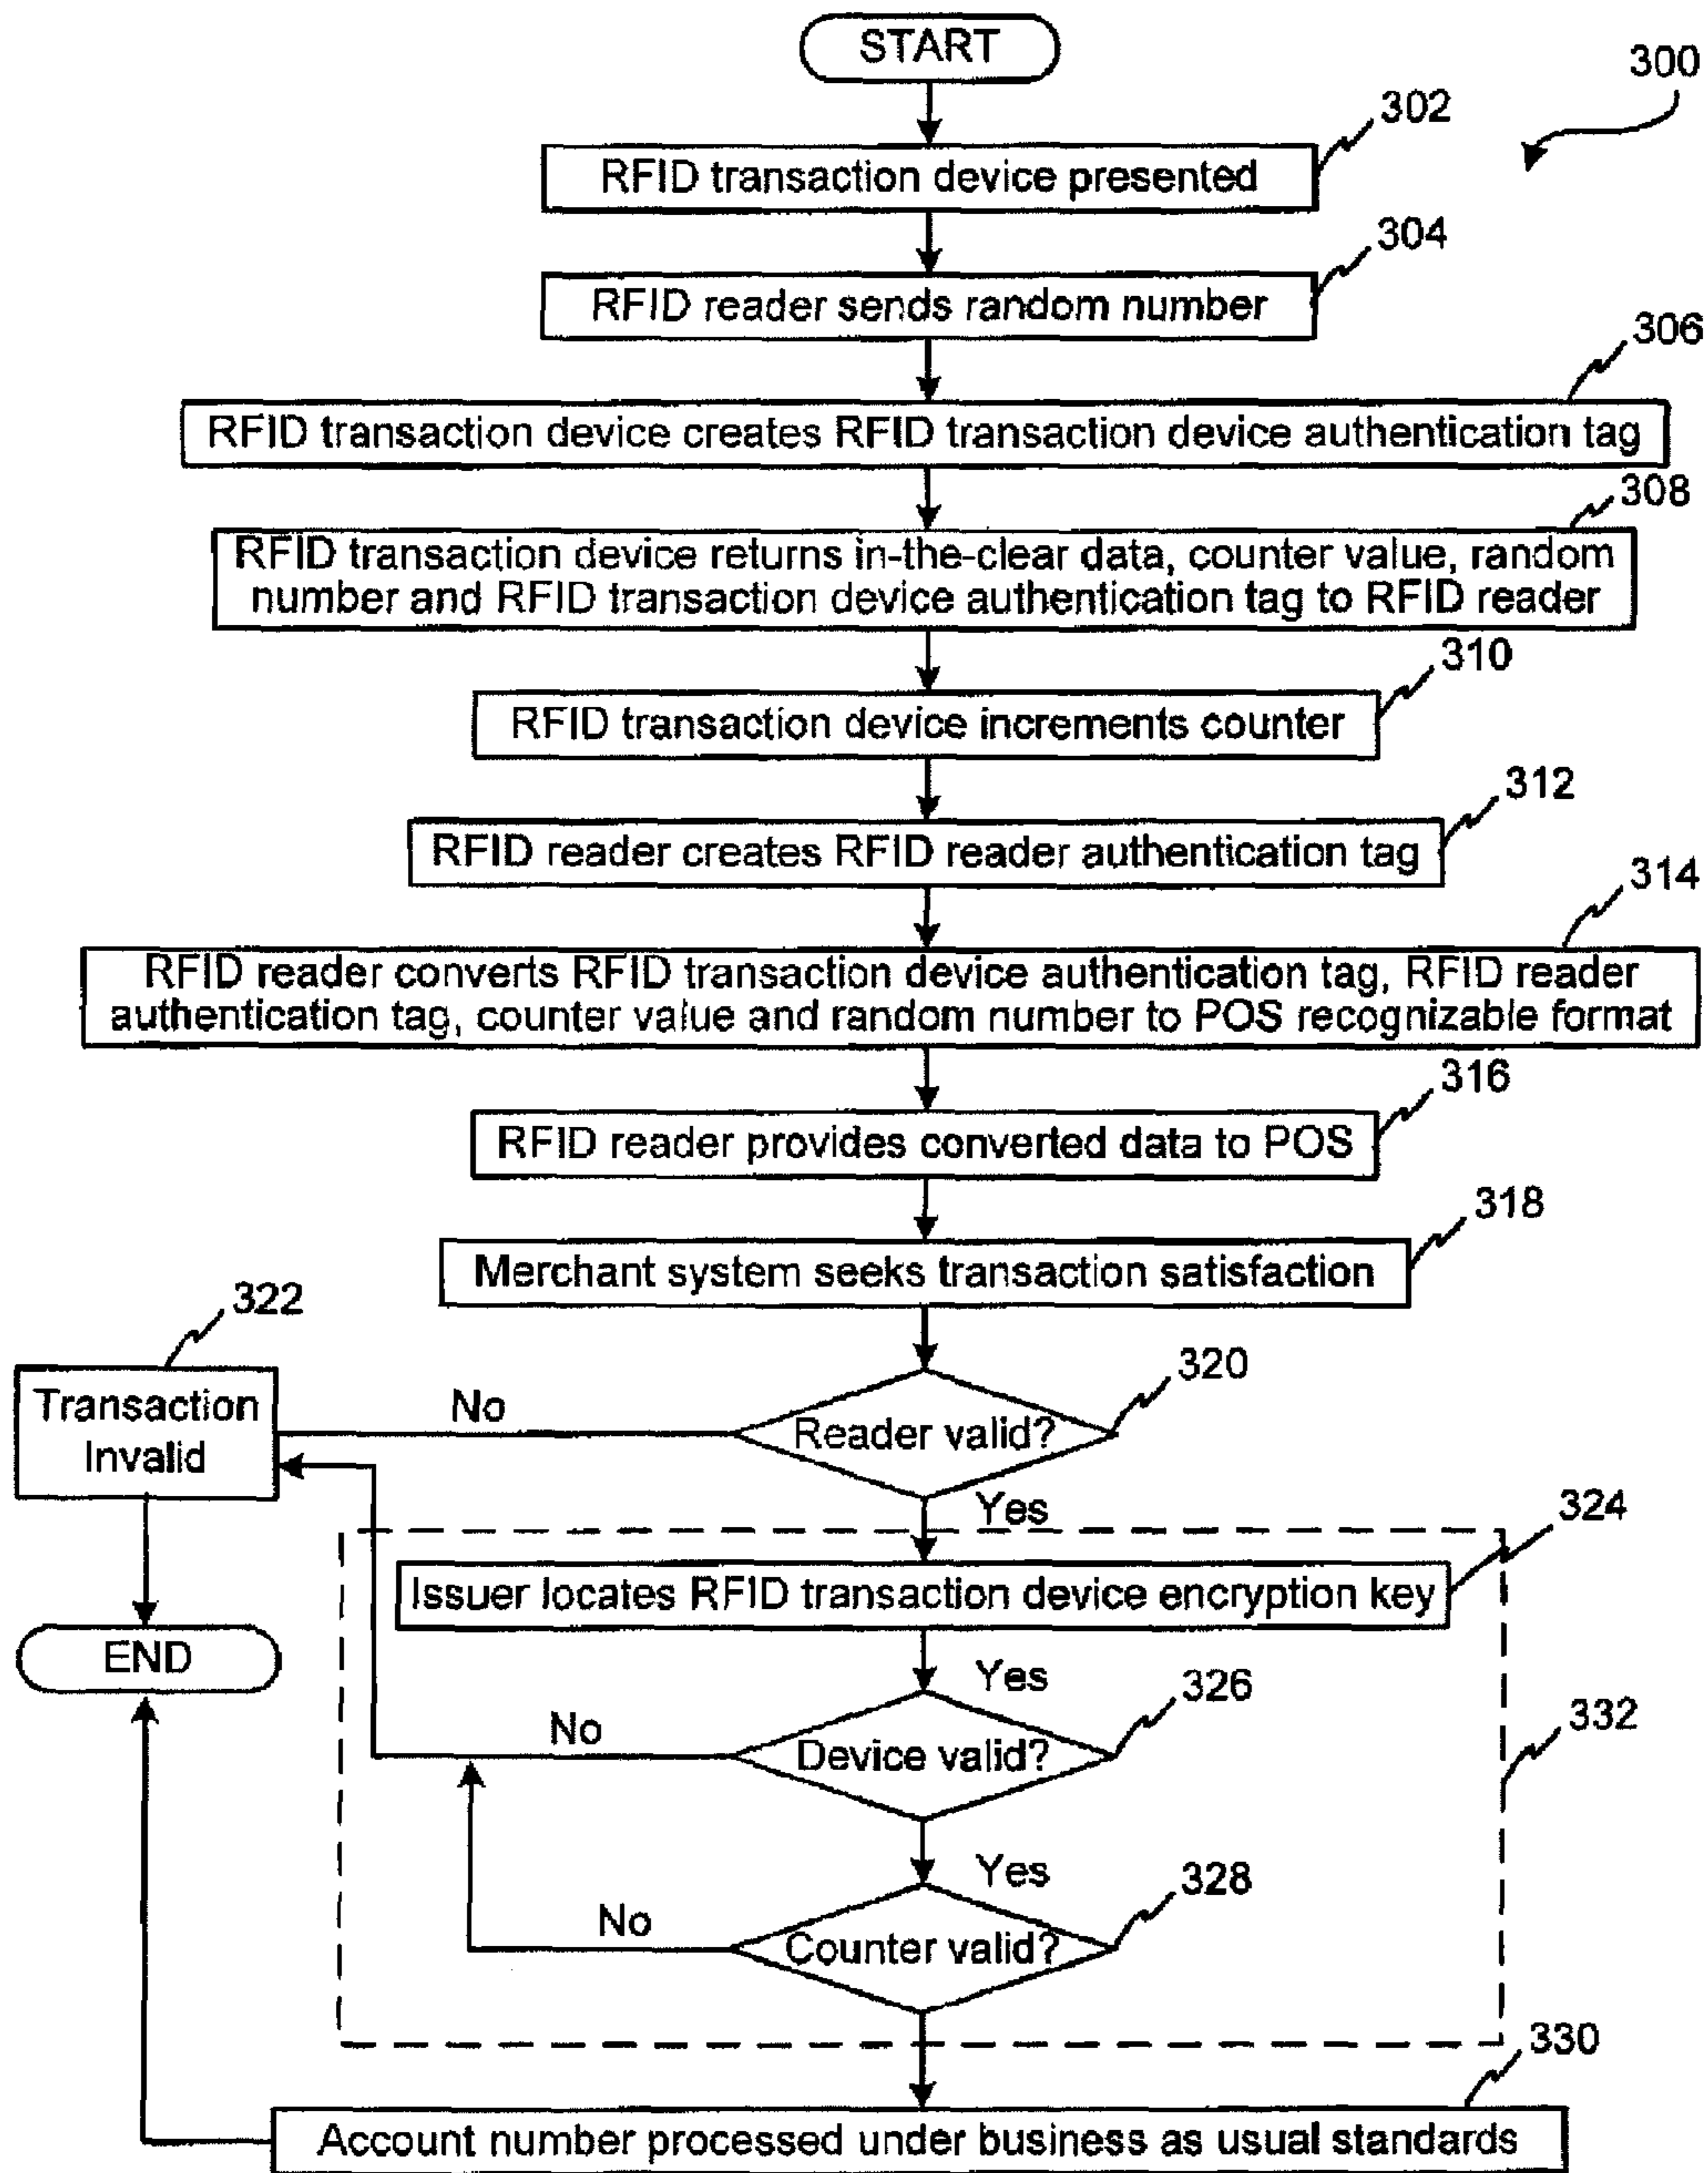 START
300
302
RFID transaction device presented
304
RFID reader sends random number
306
RFID transaction device creates RFID transaction device authentication tag
308
RFID transaction device returns in-the-clear data, counter value, random
number and RFID transaction device authentication tag to RFID reader
310
RFID transaction device increments counter
312
RFID reader creates RFID reader authentication tag
314
RFID reader converts RFID transaction device authentication tag, RFID reader
authentication tag, counter value and random number to POS recognizable format
316
RFID reader provides converted data to POS
318
Merchant system seeks transaction satisfaction
322
Transaction
Invalid
No
320
Reader valid?
Yes
324
Issuer locates RFID transaction device encryption key
END
Yes
326
No
Device valid?
332
Yes
328
No
Counter valid?
330
Account number processed under business as usual standards